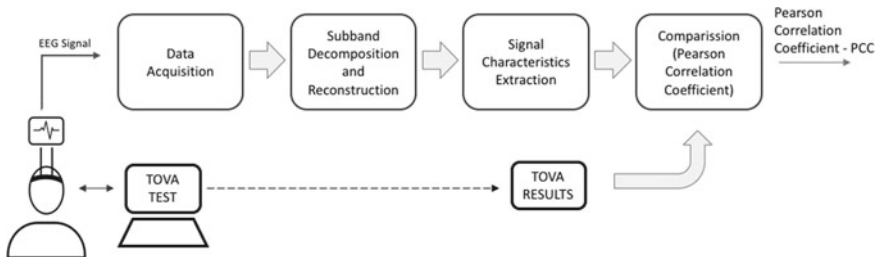 EEG Signal
Data
Acquisition
Subband
Decomposition
and
Reconstruction
Signal
Characteristics
Extraction
Comparission
(Pearson
Correlation
Coefficient)
Pearson
Correlation
Coefficient - PCC
TOVA
TEST
TOVA
RESULTS